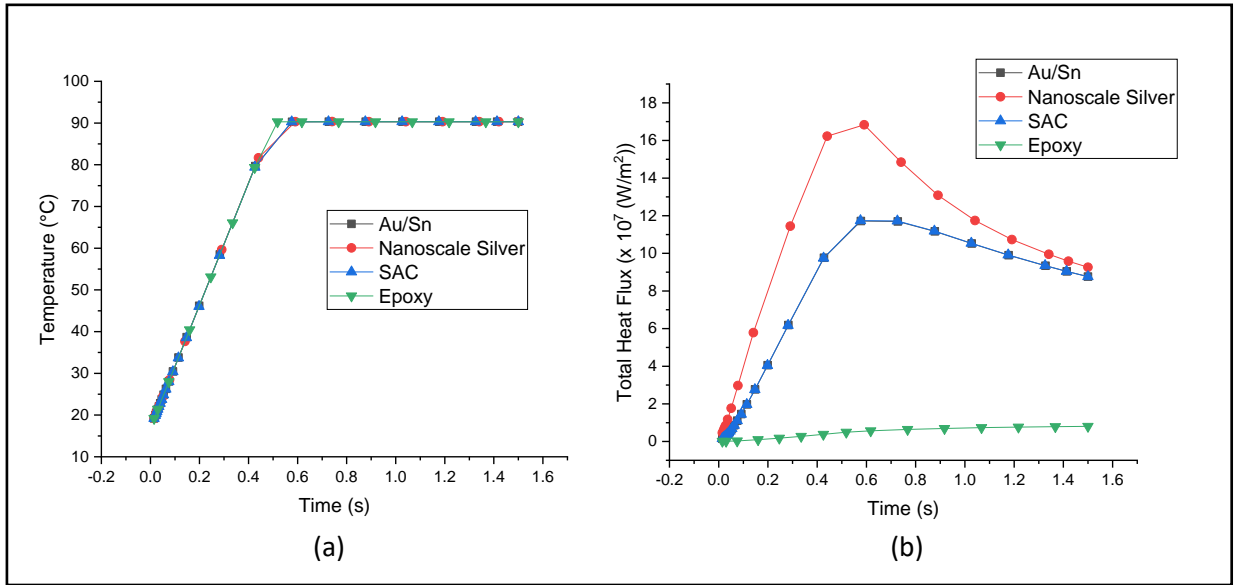 100
90
80
70
60
50
40
30
20
10
Temperature (°C)
Au/Sn
Nanoscale Silver
SAC
Epoxy
-0.2 0.0 0.2 0.4 0.6 0.8 1.0 1.2 1.4 1.6
Time (s)
(a)
18
16
14
12
10
8
6
4
2
0
Total Heat Flux (x 10⁷ (W/m²))
Au/Sn
Nanoscale Silver
SAC
Epoxy
-0.2 0.0 0.2 0.4 0.6 0.8 1.0 1.2 1.4 1.6
Time (s)
(b)